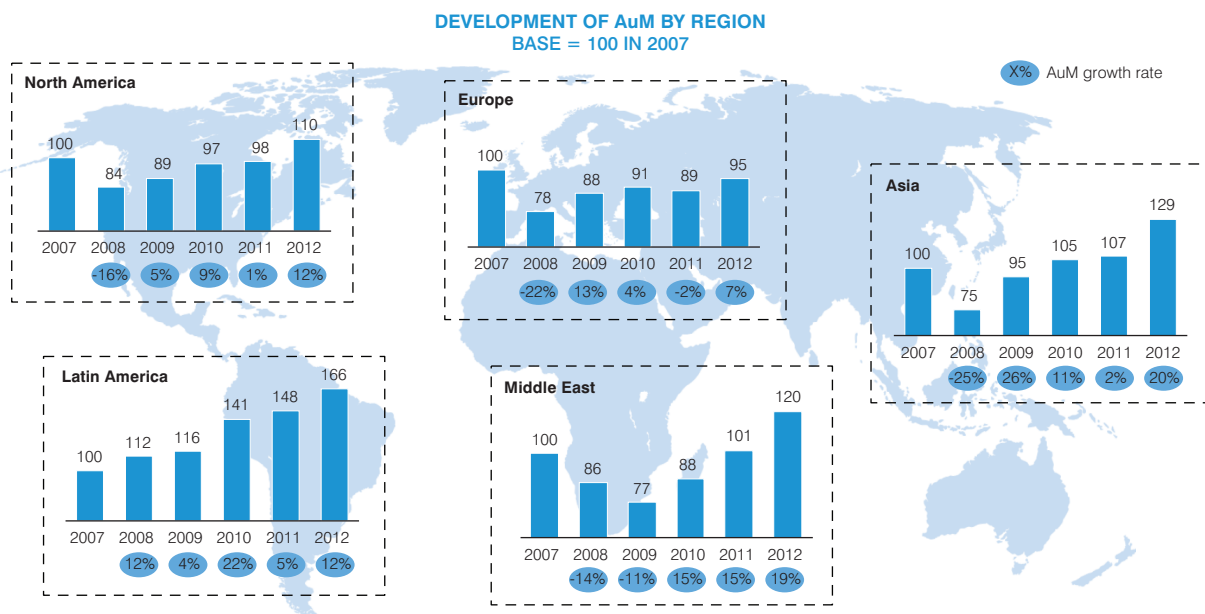 DEVELOPMENT OF AuM BY REGION
BASE = 100 IN 2007
X% AuM growth rate
North America
100 84 89 97 98 110
2007 2008 2009 2010 2011 2012
-16% 5% 9% 1% 12%
Europe
100 78 88 91 89 95
2007 2008 2009 2010 2011 2012
-22% 13% 4% -2% 7%
Asia
100 75 95 105 107 129
2007 2008 2009 2010 2011 2012
-25% 26% 11% 2% 20%
Latin America
100 112 116 141 148 166
2007 2008 2009 2010 2011 2012
12% 4% 22% 5% 12%
Middle East
100 86 77 88 101 120
2007 2008 2009 2010 2011 2012
-14% -11% 15% 15% 19%